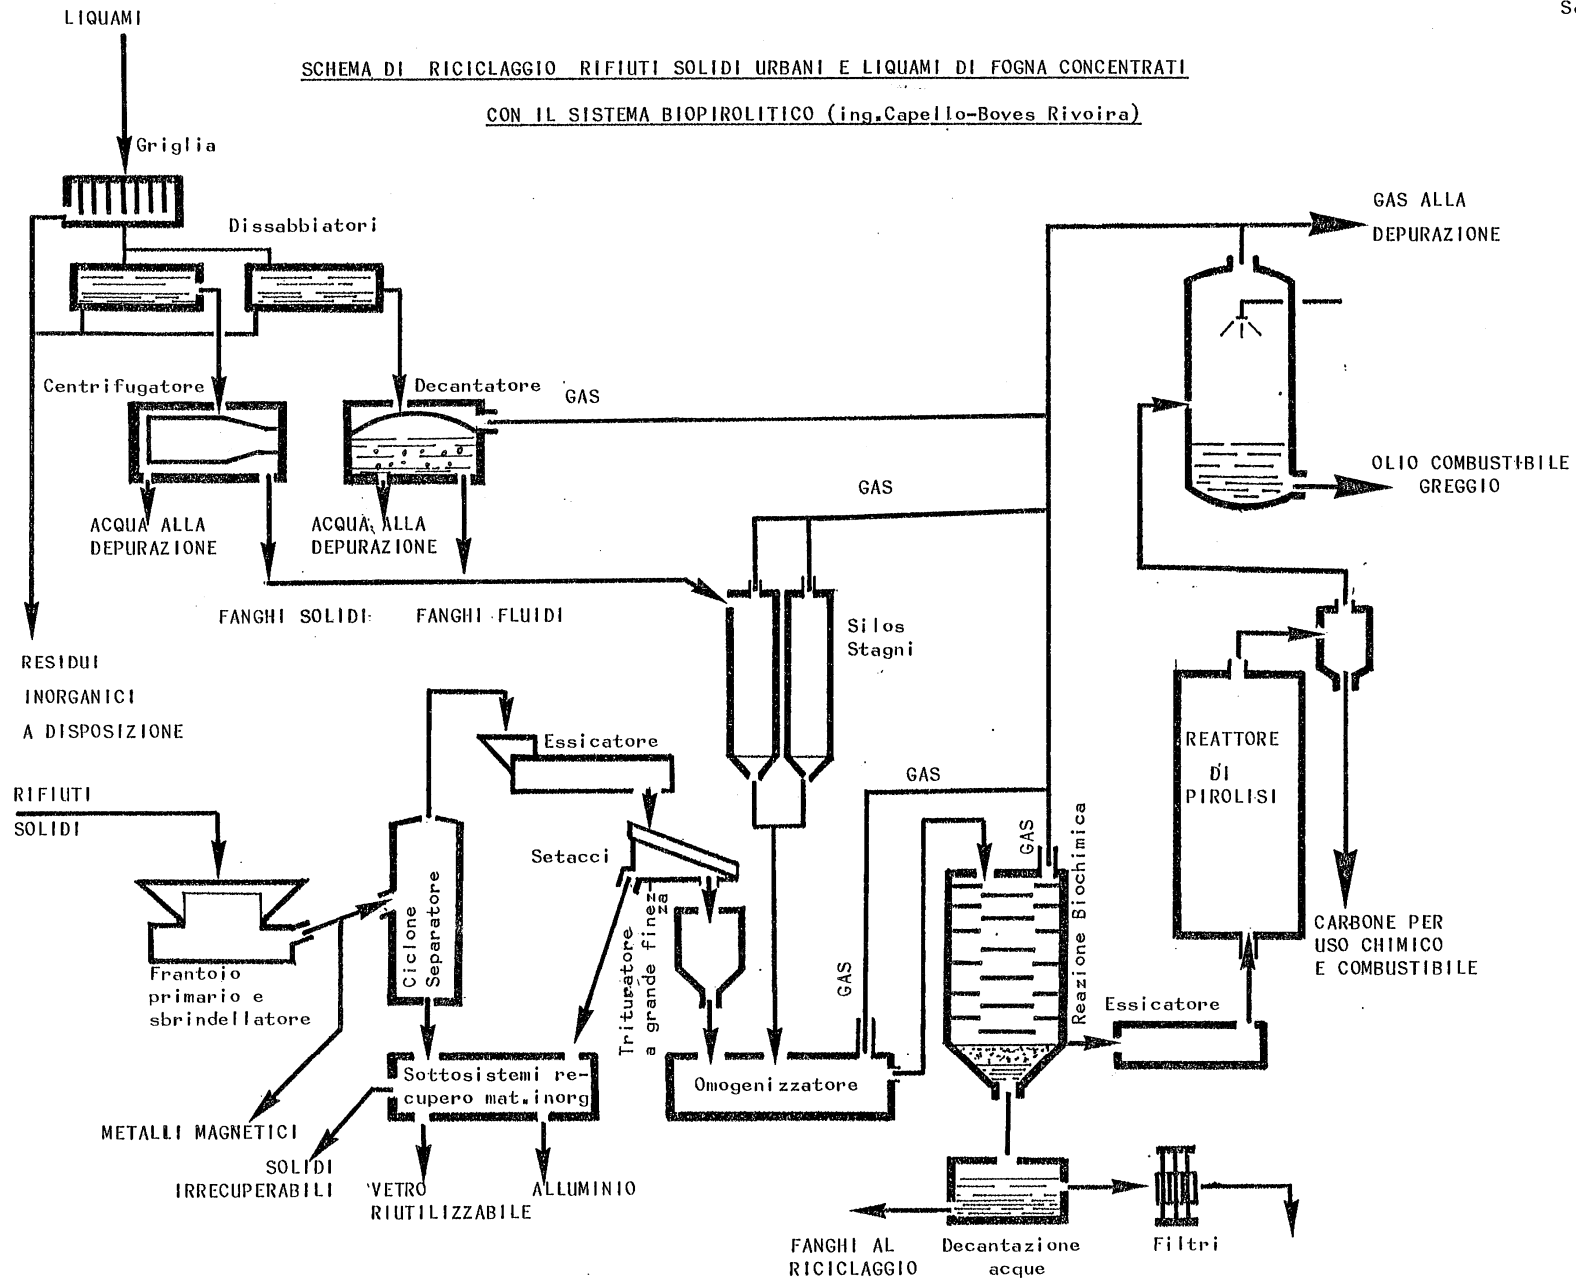 LIQUAMI
SCHEMA DI RICICLAGGIO RIFIUTI SOLIDI URBANI E LIQUAMI DI FOGNA CONCENTRATI
CON IL SISTEMA BIOPIROLITICO (ing.Capello-Boves Rivoira)
Griglia
Dissabbiatori
GAS ALLA
DEPURAZIONE
Centrifugatore
Decantatore
GAS
OLIO COMBUSTIBILE
GREGGIO
GAS
ACQUA ALLA
DEPURAZIONE
ACQUA ALLA
DEPURAZIONE
FANGHI SOLIDI
FANGHI FLUIDI
Silos
Stagni
RESIDUI
INORGANICI
A DISPOSIZIONE
Essicatore
REATTORE
DI
PIROLISI
GAS
RIFIUTI
SOLIDI
Setacci
GAS
Reazione Biochimica
Ciclone
Separatore
Trituratore
a grande finez
za
GAS
CARBONE PER
USO CHIMICO
E COMBUSTIBILE
Frantoio
primario e
sbrindellatore
Essicatore
Sottosistemi re-
cupero mat.inorg
Omogenizzatore
METALLI MAGNETICI
SOLIDI
IRRECUPERABILI
VETRO
RIUTILIZZABILE
ALLUMINIO
FANGHI AL
RICICLAGGIO
Decantazione
acque
Filtri